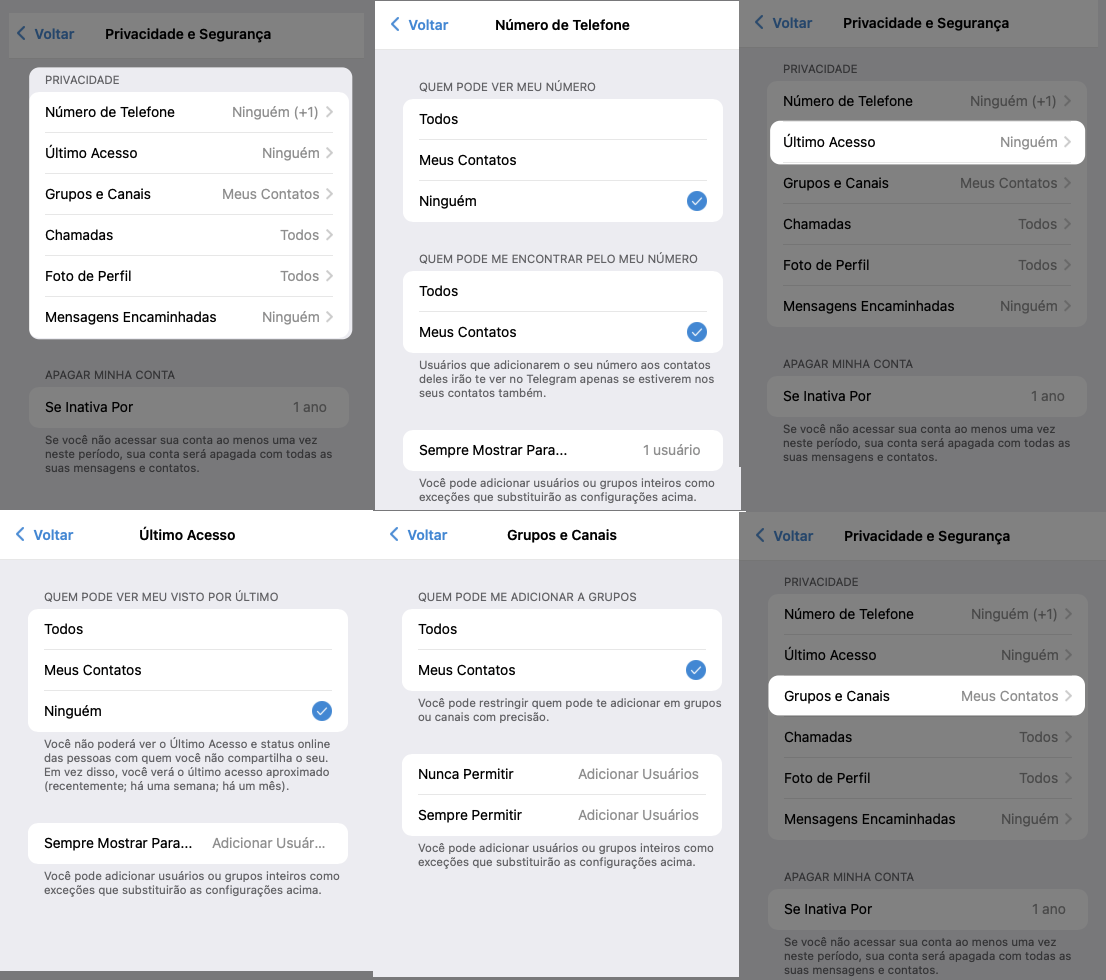 Voltar
Privacidade e Segurança
PRIVACIDADE
Número de Telefone Ninguém (+1)
Último Acesso Ninguém
Grupos e Canais Meus Contatos
Chamadas Todos
Foto de Perfil Todos
Mensagens Encaminhadas Ninguém
APAGAR MINHA CONTA
Se Inativa Por 1 ano
Se você não acessar sua conta ao menos uma vez
neste período, sua conta será apagada com todas as
suas mensagens e contatos.
Voltar
Número de Telefone
QUEM PODE VER MEU NÚMERO
Todos
Meus Contatos
Ninguém
QUEM PODE ME ENCONTRAR PELO MEU NÚMERO
Todos
Meus Contatos
Usuários que adicionarem o seu número aos contatos
deles irão te ver no Telegram apenas se estiverem nos
seus contatos também.
Sempre Mostrar Para... 1 usuário
Você pode adicionar usuários ou grupos inteiros como
exceções que substituirão as configurações acima.
Voltar
Privacidade e Segurança
PRIVACIDADE
Número de Telefone Ninguém (+1)
Último Acesso Ninguém
Grupos e Canais Meus Contatos
Chamadas Todos
Foto de Perfil Todos
Mensagens Encaminhadas Ninguém
APAGAR MINHA CONTA
Se Inativa Por 1 ano
Se você não acessar sua conta ao menos uma vez
neste período, sua conta será apagada com todas as
suas mensagens e contatos.
Voltar
Último Acesso
QUEM PODE VER MEU VISTO POR ÚLTIMO
Todos
Meus Contatos
Ninguém
Você não poderá ver o Último Acesso e status online
das pessoas com quem você não compartilha o seu.
Em vez disso, você verá o último acesso aproximado
(recentemente; há uma semana; há um mês).
Sempre Mostrar Para... Adicionar Usuár...
Você pode adicionar usuários ou grupos inteiros como
exceções que substituirão as configurações acima.
Voltar
Grupos e Canais
QUEM PODE ME ADICIONAR A GRUPOS
Todos
Meus Contatos
Você pode restringir quem pode te adicionar em grupos
ou canais com precisão.
Nunca Permitir Adicionar Usuários
Sempre Permitir Adicionar Usuários
Você pode adicionar usuários ou grupos inteiros como
exceções que substituirão as configurações acima.
Voltar
Privacidade e Segurança
PRIVACIDADE
Número de Telefone Ninguém (+1)
Último Acesso Ninguém
Grupos e Canais Meus Contatos
Chamadas Todos
Foto de Perfil Todos
Mensagens Encaminhadas Ninguém
APAGAR MINHA CONTA
Se Inativa Por 1 ano
Se você não acessar sua conta ao menos uma vez
neste período, sua conta será apagada com todas as
suas mensagens e contatos.